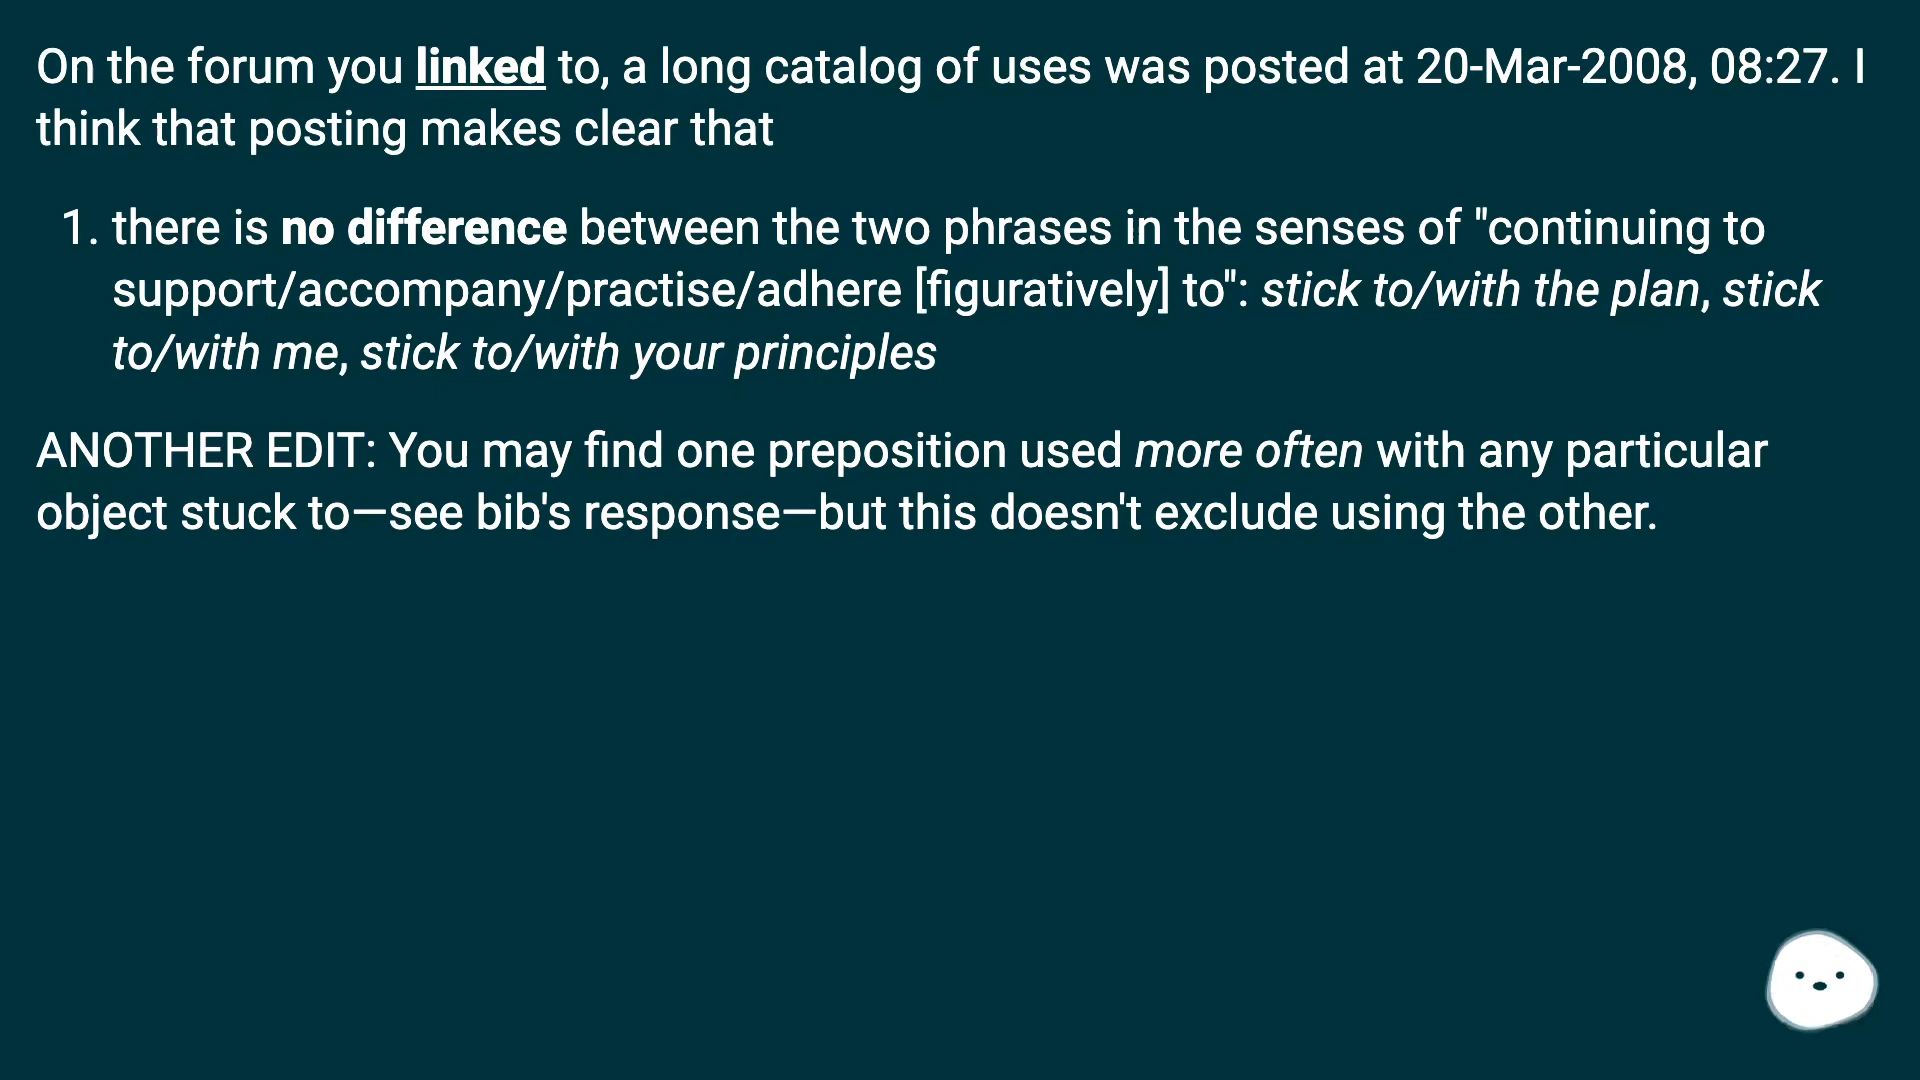 On the forum you linked to, a long catalog of uses was posted at 20-Mar-2008, 08:27. I
think that posting makes clear that
1. there is no difference between the two phrases in the senses of "continuing to
support/accompany/practise/adhere [figuratively] to": stick to/with the plan, stick
to/with me, stick to/with your principles
ANOTHER EDIT: You may find one preposition used more often with any particular
object stuck to—see bib's response—but this doesn't exclude using the other.